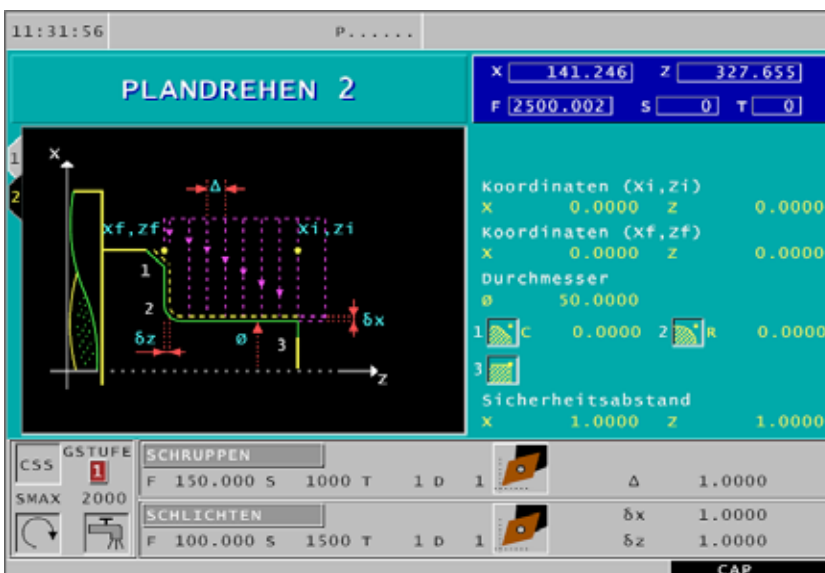 11:31:56 P......
PLANDREHEN 2
X 141.246 Z 327.655
F 2500.002 S 0 T 0
1
2
X
Δ
Xf,Zf Xi,Zi
1
2
δx
δz ø 3
Z
Koordinaten (Xi,Zi)
X 0.0000 Z 0.0000
Koordinaten (Xf,Zf)
X 0.0000 Z 0.0000
Durchmesser
ø 50.0000
1 C 0.0000 2 R 0.0000
3
Sicherheitsabstand
X 1.0000 Z 1.0000
CSS GSTUFE
1
SMAX 2000
SCHRUPPEN
F 150.000 S 1000 T 1 D 1 Δ 1.0000
SCHLICHTEN δx 1.0000
F 100.000 S 1500 T 1 D 1 δz 1.0000
CAP